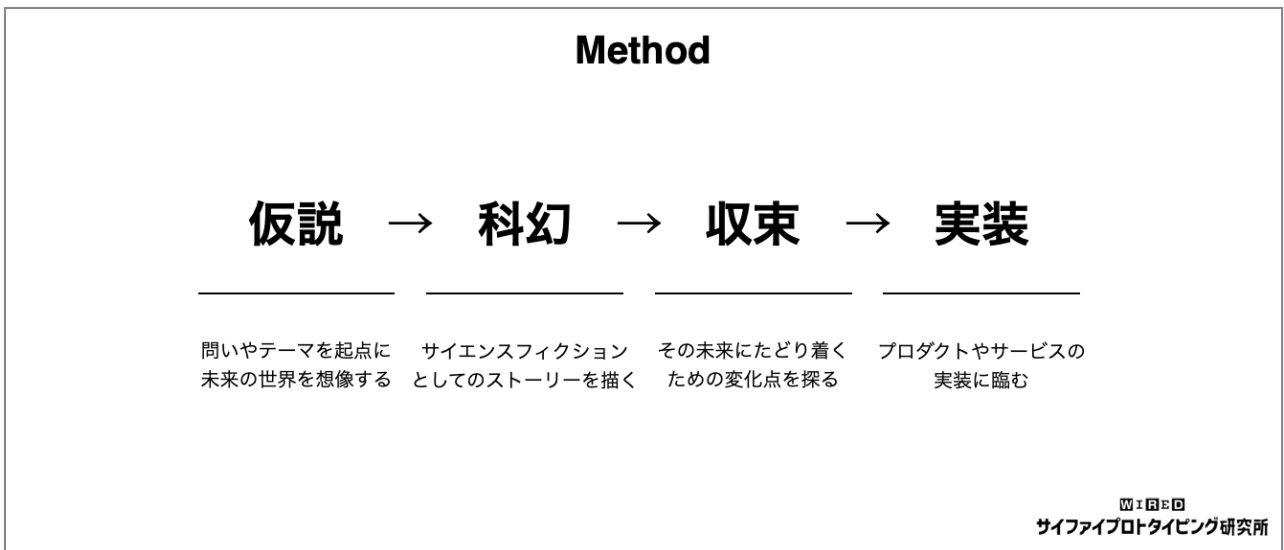 Method
仮説 → 科幻 → 収束 → 実装
問いやテーマを起点に
未来の世界を想像する
サイエンスフィクション
としてのストーリーを描く
その未来にたどり着く
ための変化点を探る
プロダクトやサービスの
実装に臨む
WIRED
サイファイプロトタイピング研究所